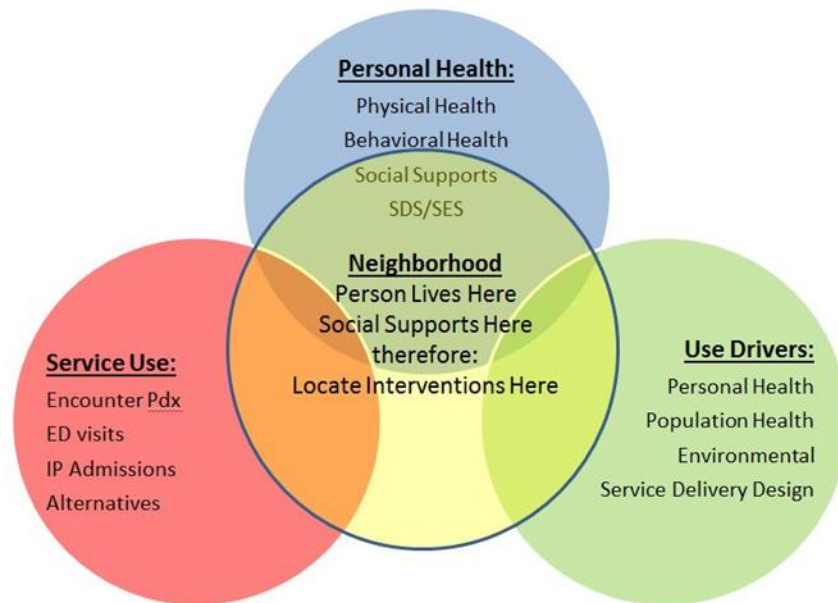 Personal Health:
Physical Health
Behavioral Health
Social Supports
SDS/SES
Neighborhood
Person Lives Here
Social Supports Here
therefore:
Locate Interventions Here
Service Use:
Encounter Pdx
ED visits
IP Admissions
Alternatives
Use Drivers:
Personal Health
Population Health
Environmental
Service Delivery Design